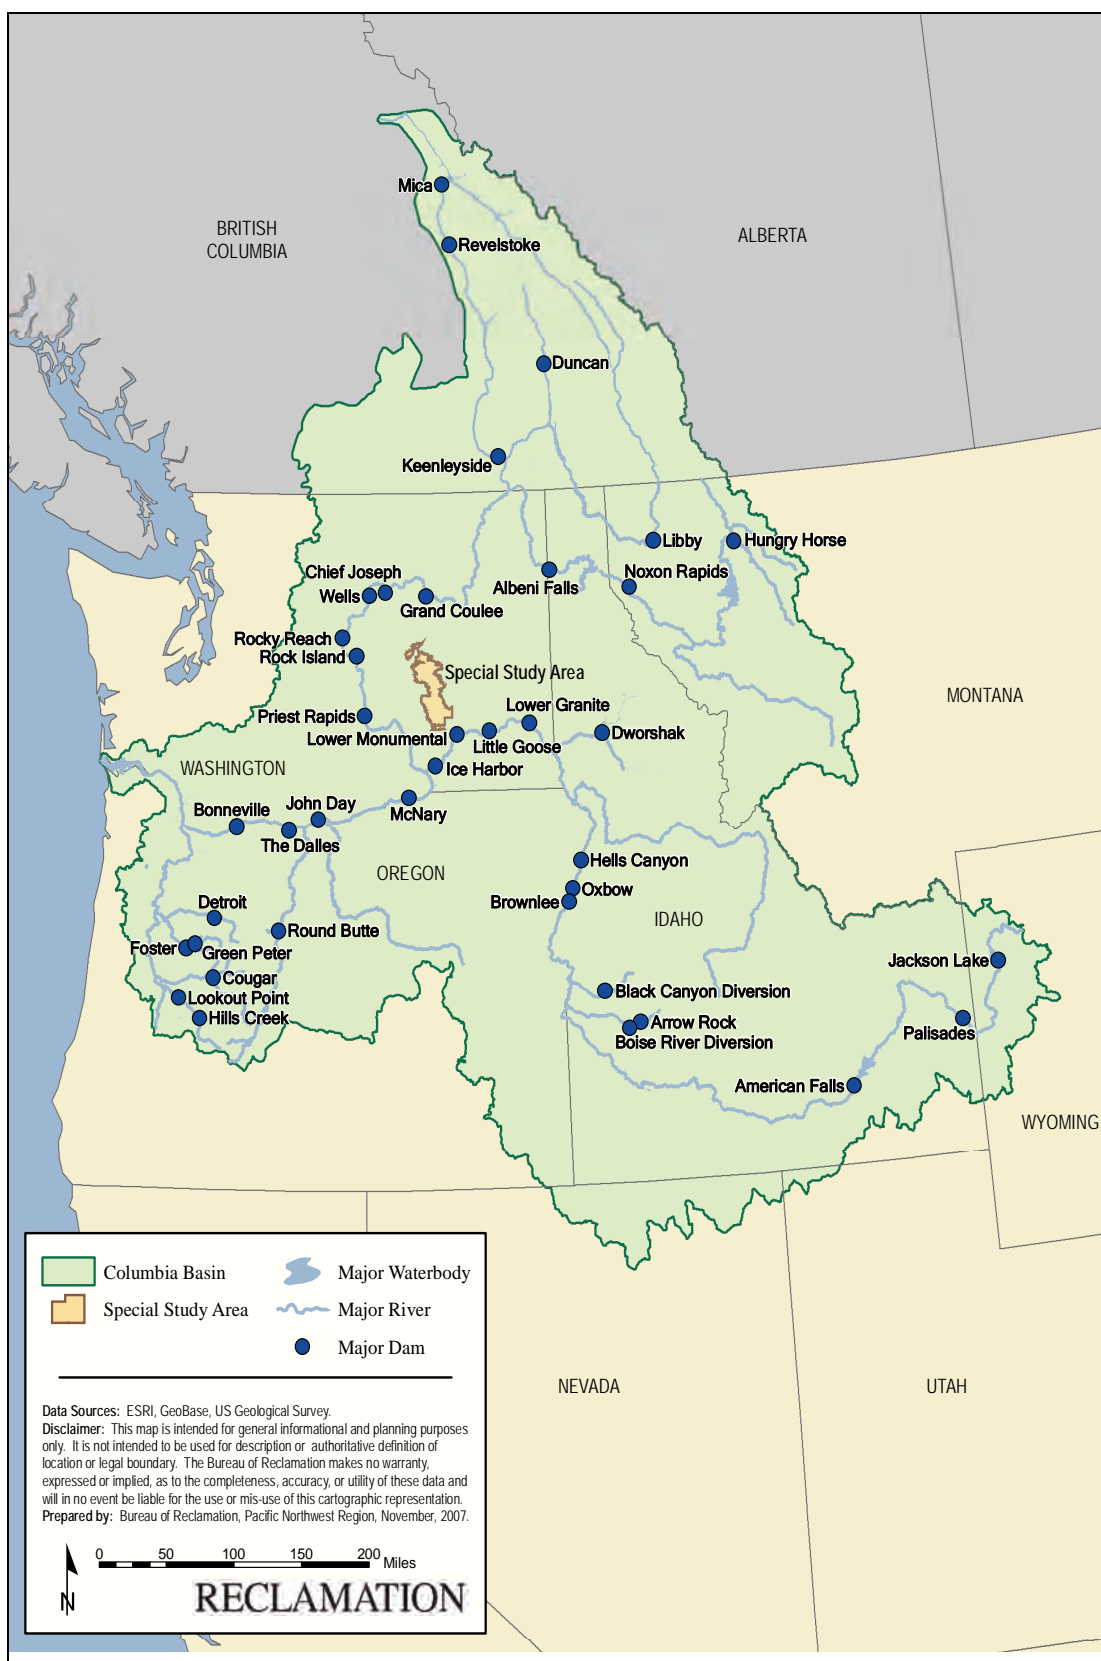 BRITISH
COLUMBIA
ALBERTA
Mica
Revelstoke
Duncan
Keenleyside
Libby
Hungry Horse
Noxon Rapids
Albeni Falls
Chief Joseph
Wells
Grand Coulee
Rocky Reach
Rock Island
Special Study Area
MONTANA
Lower Granite
Priest Rapids
Lower Monumental
Little Goose
Dworshak
WASHINGTON
Ice Harbor
Bonneville
John Day
McNary
The Dalles
OREGON
Hells Canyon
Oxbow
Brownlee
IDAHO
Detroit
Round Butte
Foster
Green Peter
Jackson Lake
Cougar
Lookout Point
Black Canyon Diversion
Hills Creek
Arrow Rock
Boise River Diversion
Palisades
American Falls
WYOMING
NEVADA
UTAH
Columbia Basin
Major Waterbody
Special Study Area
Major River
Major Dam
Data Sources: ESRI, GeoBase, US Geological Survey.
Disclaimer: This map is intended for general informational and planning purposes
only. It is not intended to be used for description or authoritative definition of
location or legal boundary. The Bureau of Reclamation makes no warranty,
expressed or implied, as to the completeness, accuracy, or utility of these data and
will in no event be liable for the use or mis-use of this cartographic representation.
Prepared by: Bureau of Reclamation, Pacific Northwest Region, November, 2007.
0 50 100 150 200 Miles
N
RECLAMATION